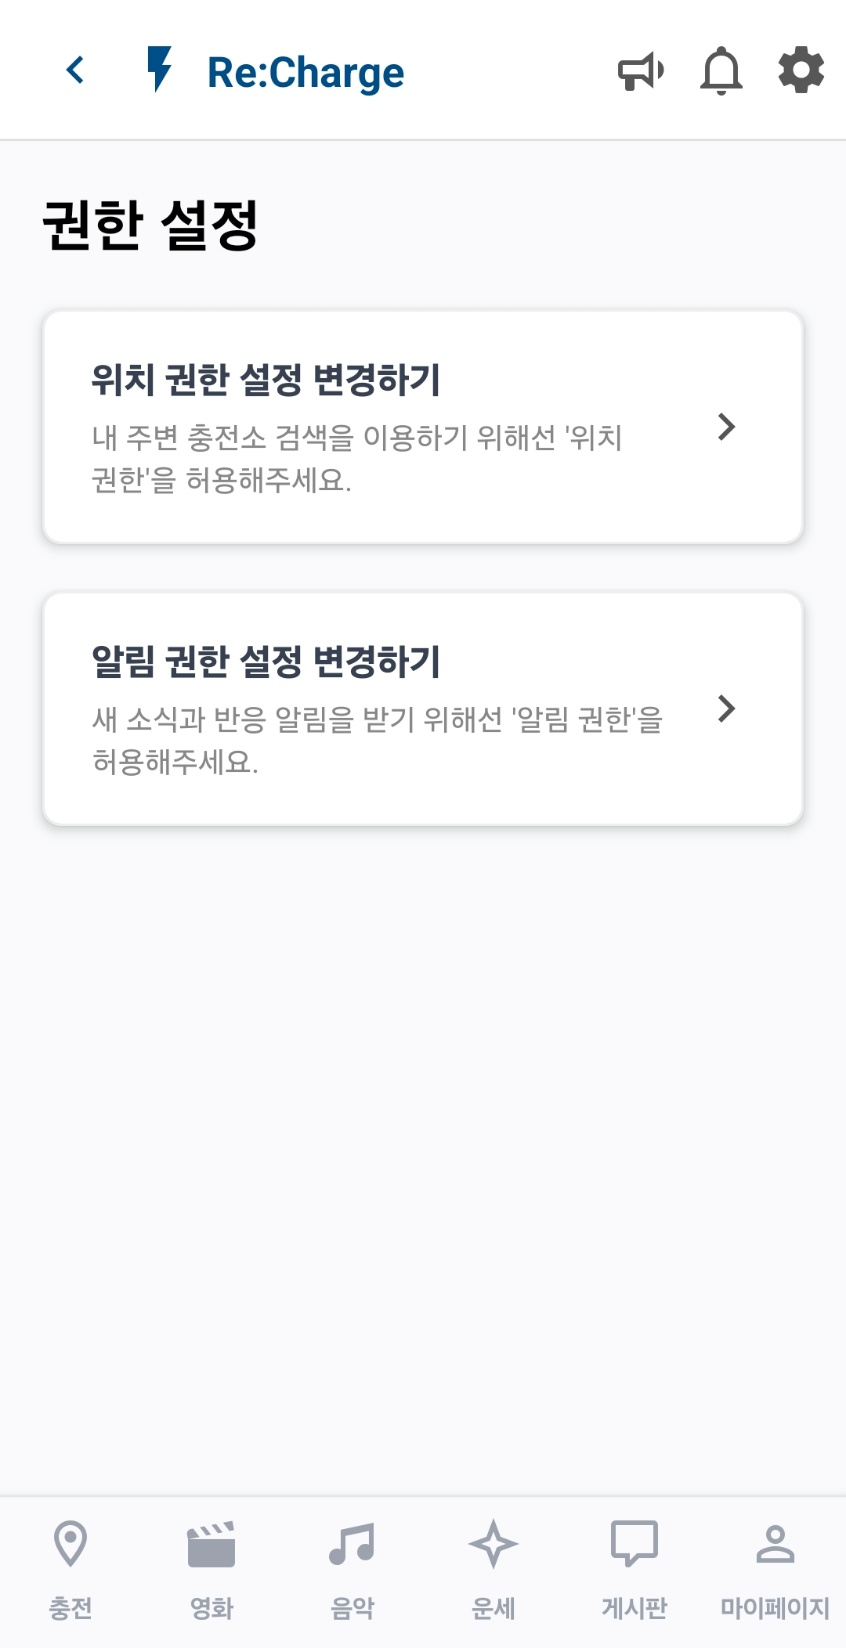 Re:Charge
권한 설정
위치 권한 설정 변경하기
내 주변 충전소 검색을 이용하기 위해선 '위치
권한'을 허용해주세요.
알림 권한 설정 변경하기
새 소식과 반응 알림을 받기 위해선 '알림 권한'을
허용해주세요.
충전 영화 음악 운세 게시판 마이페이지